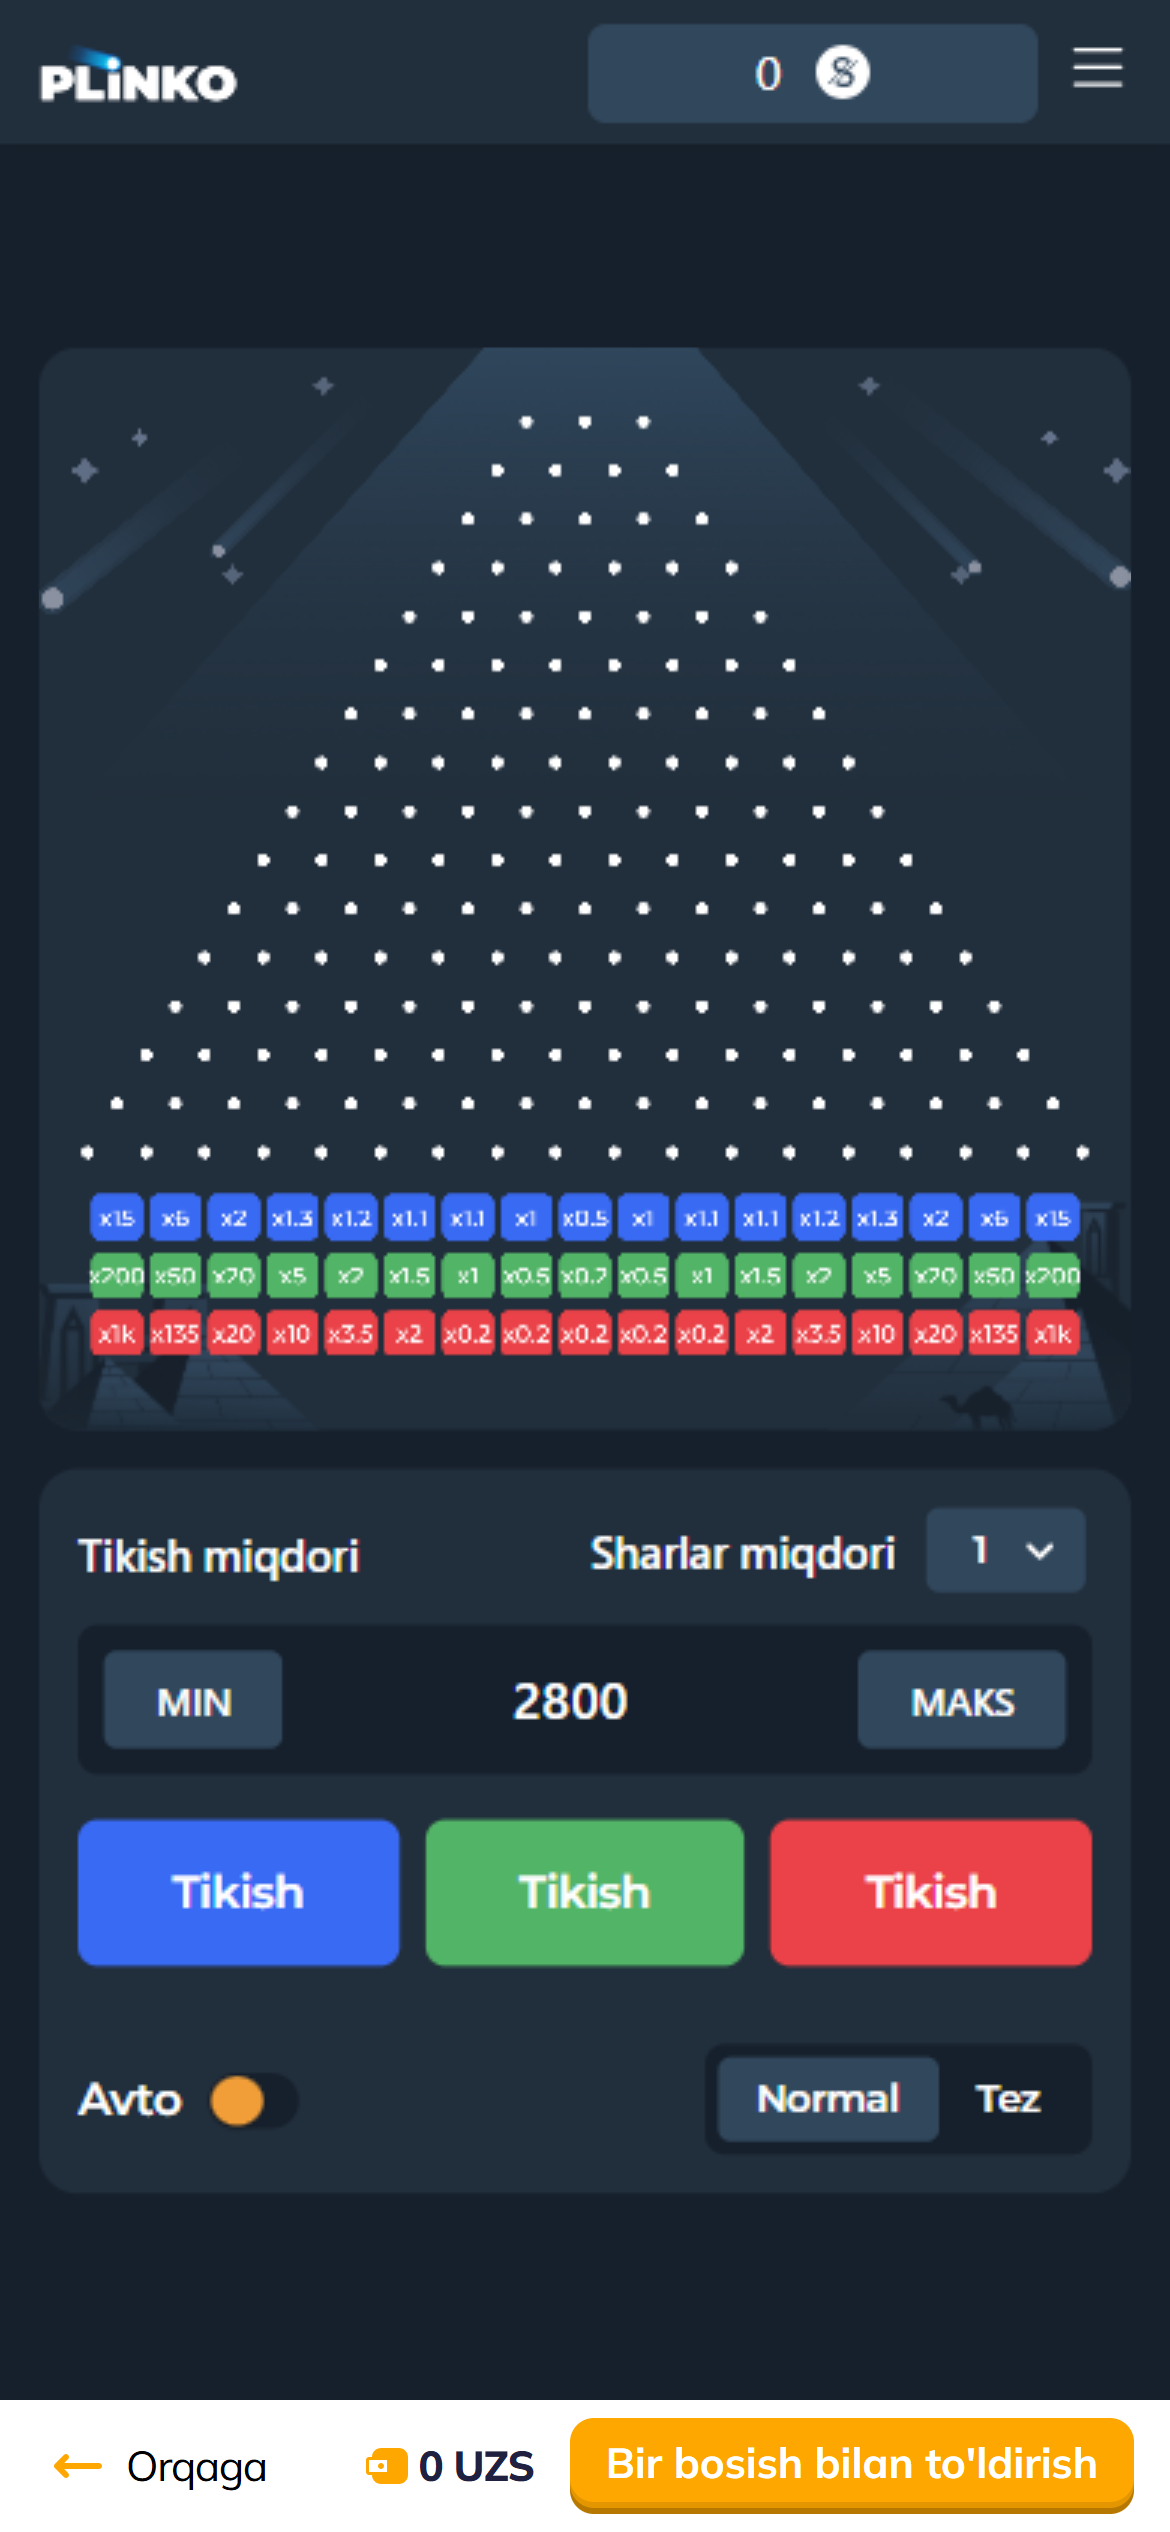 PLiNKO 0
x15 x6 x2 x1.3 x1.2 x1.1 x1.1 x1 x0.5 x1 x1.1 x1.1 x1.2 x1.3 x2 x6 x15
x200 x50 x20 x5 x2 x1.5 x1 x0.5 x0.2 x0.5 x1 x1.5 x2 x5 x20 x50 x200
x1k x135 x20 x10 x3.5 x2 x0.2 x0.2 x0.2 x0.2 x0.2 x2 x3.5 x10 x20 x135 x1k
Tikish miqdori Sharlar miqdori 1
MIN 2800 MAKS
Tikish Tikish Tikish
Avto Normal Tez
Orqaga 0 UZS Bir bosish bilan to'ldirish